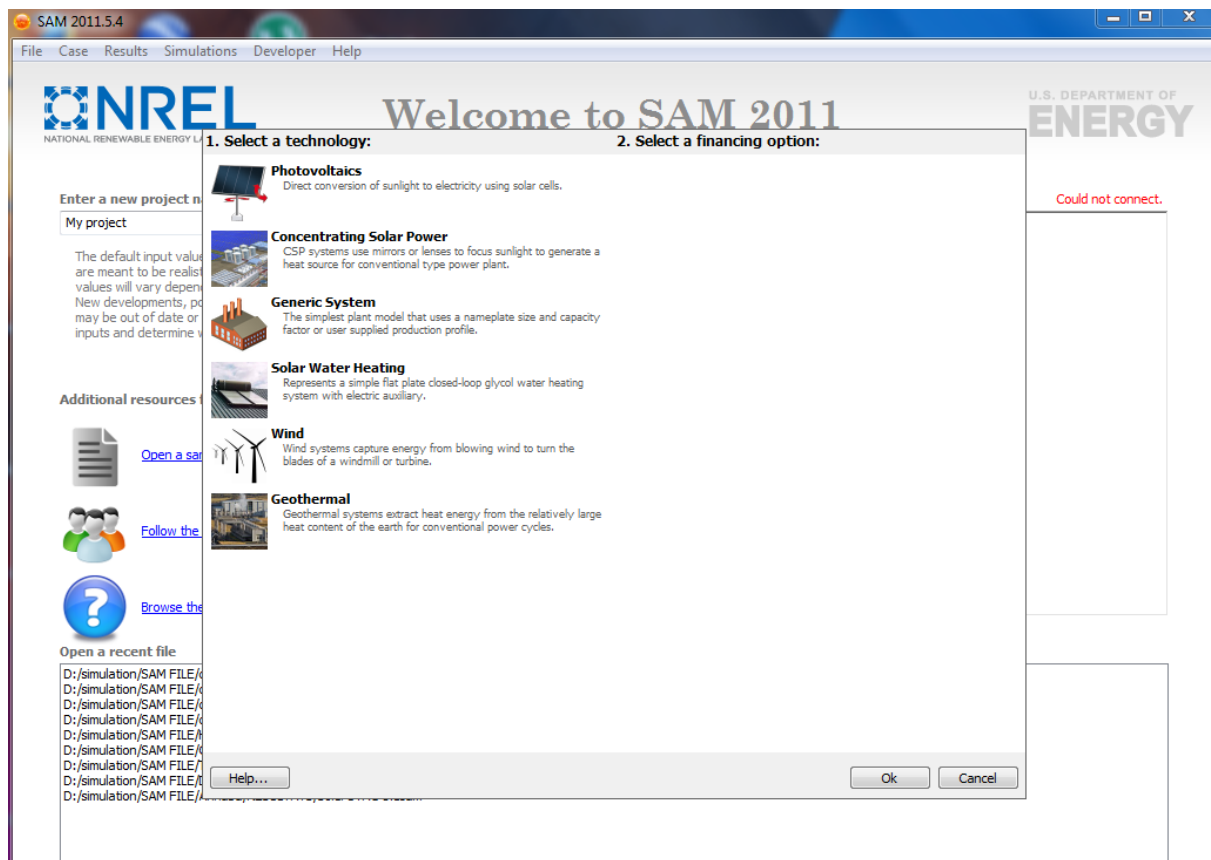 SAM 2011.5.4
File Case Results Simulations Developer Help
NREL
NATIONAL RENEWABLE ENERGY
Welcome to SAM 2011
U.S. DEPARTMENT OF
ENERGY
1. Select a technology:
2. Select a financing option:
Photovoltaics
Direct conversion of sunlight to electricity using solar cells.
Concentrating Solar Power
CSP systems use mirrors or lenses to focus sunlight to generate a
heat source for conventional type power plant.
Generic System
The simplest plant model that uses a nameplate size and capacity
factor or user supplied production profile.
Solar Water Heating
Represents a simple flat plate closed-loop glycol water heating
system with electric auxiliary.
Wind
Wind systems capture energy from blowing wind to turn the
blades of a windmill or turbine.
Geothermal
Geothermal systems extract heat energy from the relatively large
heat content of the earth for conventional power cycles.
Help...
Ok
Cancel
Enter a new project
Could not connect.
My project
The default input
are meant to be
values will vary
New developments,
may be out of date or
inputs and determine
Additional resources
Open a
Follow the
Browse the
Open a recent file
D:/simulation/SAM FILE/
D:/simulation/SAM FILE/
D:/simulation/SAM FILE/
D:/simulation/SAM FILE/
D:/simulation/SAM FILE/
D:/simulation/SAM FILE/
D:/simulation/SAM FILE/
D:/simulation/SAM FILE/
D:/simulation/SAM FILE/